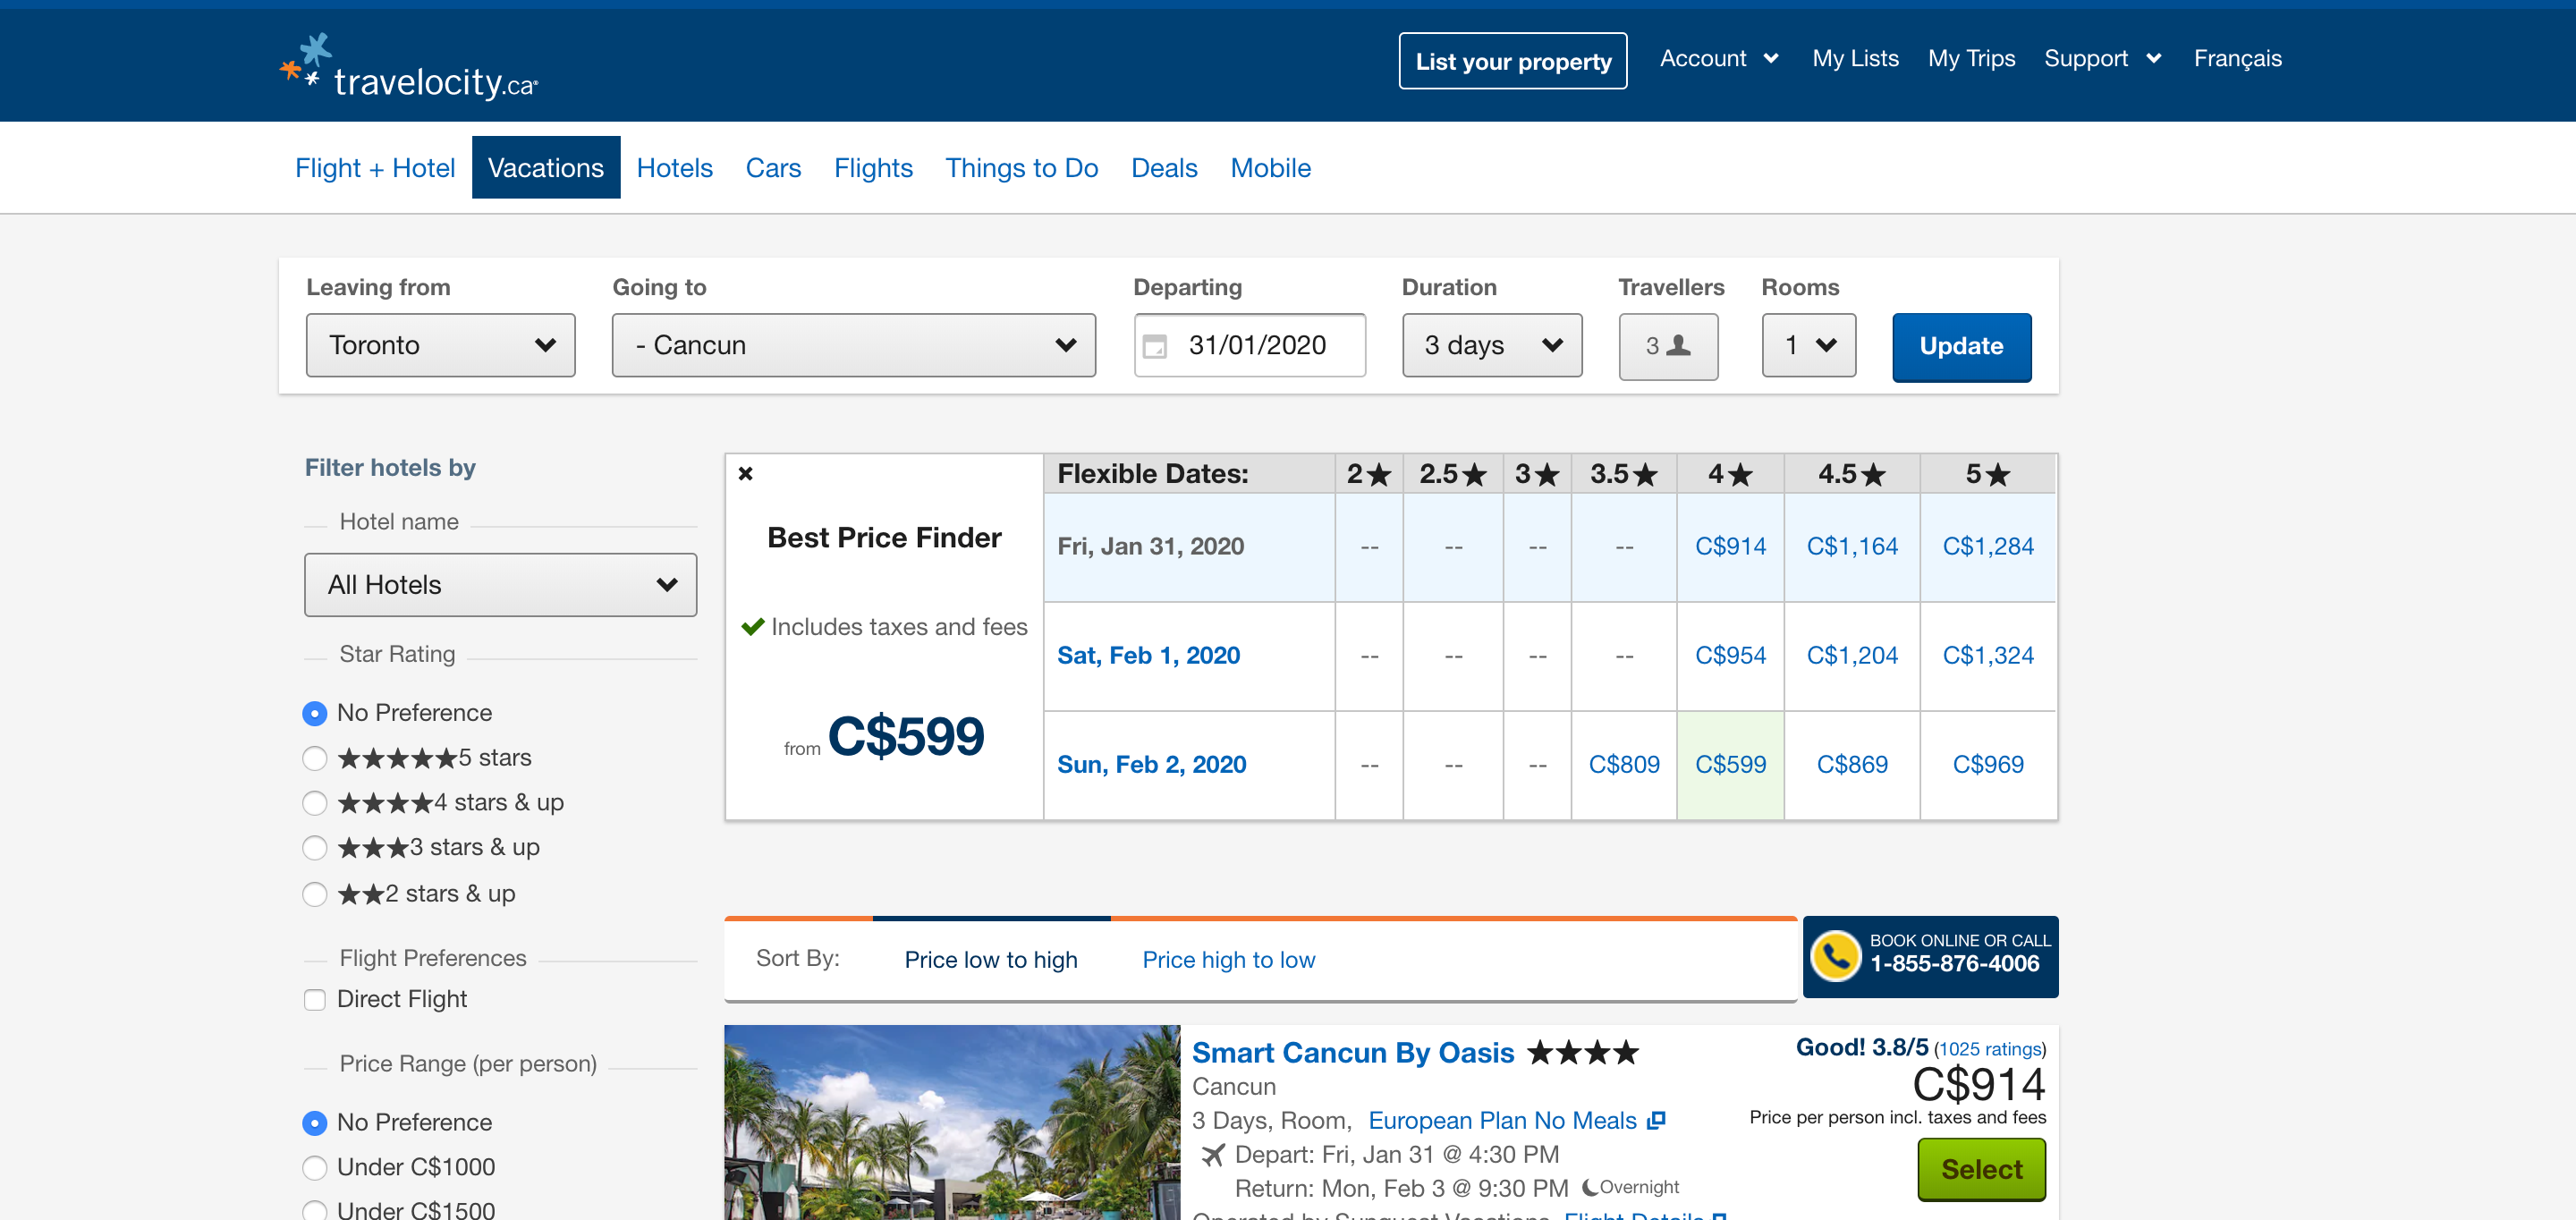 travelocity.ca
List your property
Account
My Lists
My Trips
Support
Français
Flight + Hotel
Vacations
Hotels
Cars
Flights
Things to Do
Deals
Mobile
Leaving from
Going to
Departing
Duration
Travellers
Rooms
Toronto
- Cancun
31/01/2020
3 days
3
1
Update
Filter hotels by
Hotel name
All Hotels
Star Rating
No Preference
★★★★★5 stars
★★★★4 stars & up
★★★3 stars & up
★★2 stars & up
Flight Preferences
Direct Flight
Price Range (per person)
No Preference
Under C$1000
Under C$1500
Best Price Finder
Includes taxes and fees
from C$599
Flexible Dates: 2★ 2.5★ 3★ 3.5★ 4★ 4.5★ 5★
Fri, Jan 31, 2020 -- -- -- -- C$914 C$1,164 C$1,284
Sat, Feb 1, 2020 -- -- -- -- C$954 C$1,204 C$1,324
Sun, Feb 2, 2020 -- -- -- C$809 C$599 C$869 C$969
Sort By: Price low to high Price high to low
BOOK ONLINE OR CALL
1-855-876-4006
Smart Cancun By Oasis ★★★★
Cancun
3 Days, Room, European Plan No Meals
Depart: Fri, Jan 31 @ 4:30 PM
Return: Mon, Feb 3 @ 9:30 PM Overnight
Operated by Sunquest Vacations Flight Details
Good! 3.8/5 (1025 ratings)
C$914
Price per person incl. taxes and fees
Select